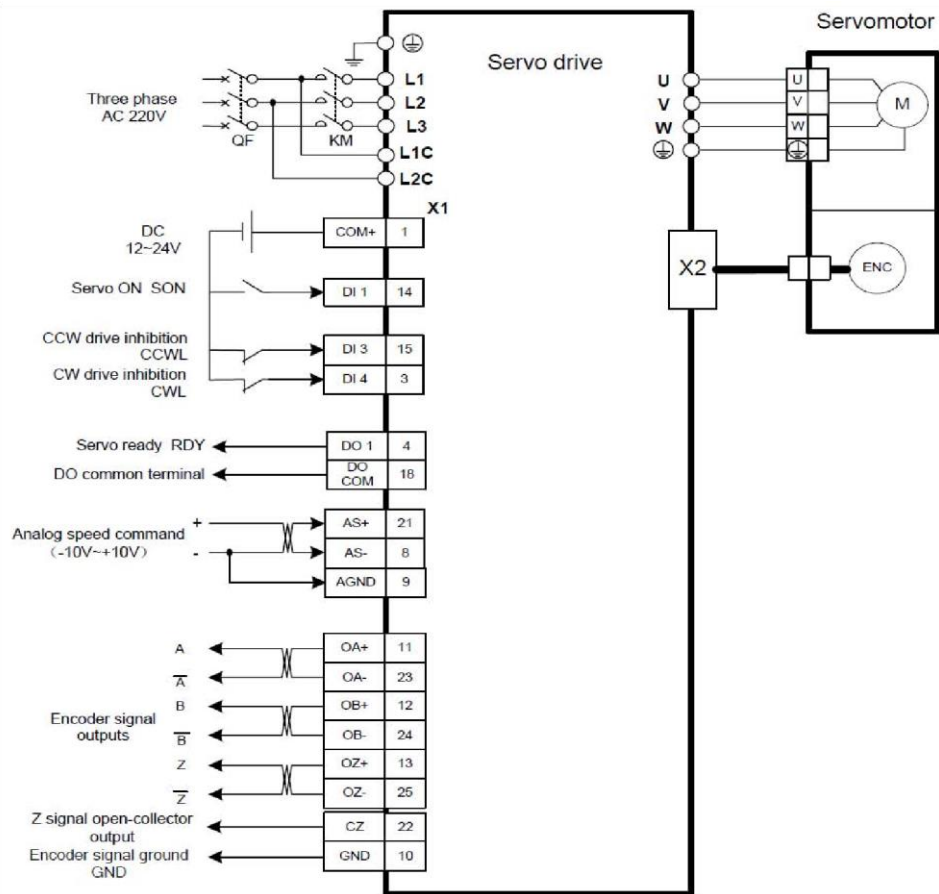 Servomotor
Servo drive
Three phase
AC 220V
QF
KM
L1
L2
L3
L1C
L2C
U
V
W
U
V
W
M
X1
DC
12~24V
COM+ 1
Servo ON SON
DI 1 14
CCW drive inhibition
CCWL
DI 3 15
CW drive inhibition
CWL
DI 4 3
X2
ENC
Servo ready RDY
DO 1 4
DO common terminal
DO
COM
18
Analog speed command
(-10V~+10V)
+
-
AS+ 21
AS- 8
AGND 9
Encoder signal
outputs
A OA+ 11
A̅ OA- 23
B OB+ 12
B̅ OB- 24
Z OZ+ 13
Z̅ OZ- 25
Z signal open-collector
output
CZ 22
Encoder signal ground
GND
GND 10